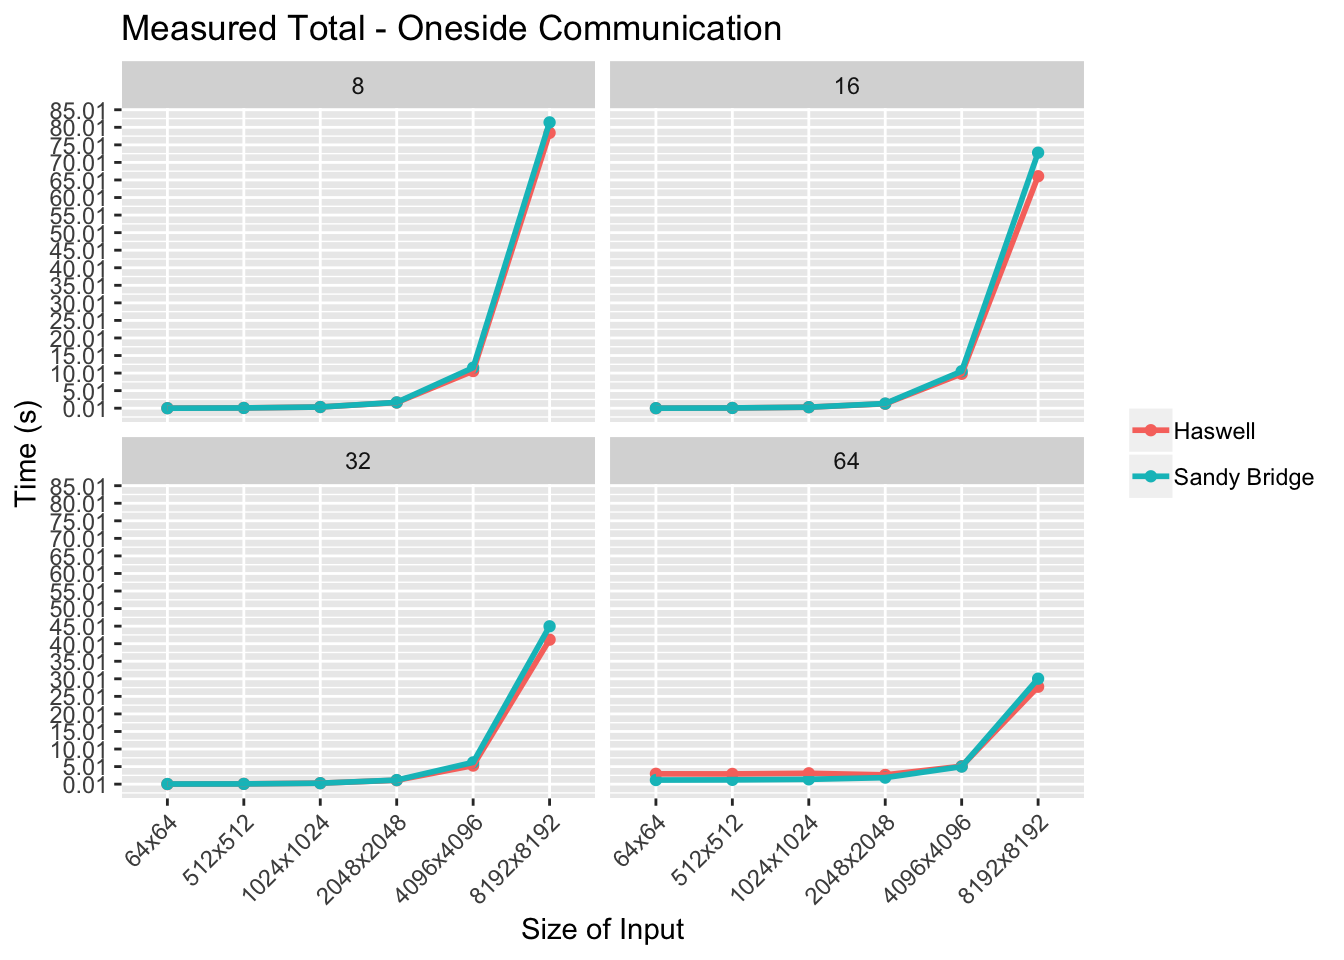 Measured Total - Oneside Communication
8
16
85.01
80.01
75.01
70.01
65.01
60.01
55.01
50.01
45.01
40.01
35.01
30.01
25.01
20.01
15.01
10.01
5.01
0.01
32
64
85.01
80.01
75.01
70.01
65.01
60.01
55.01
50.01
45.01
40.01
35.01
30.01
25.01
20.01
15.01
10.01
5.01
0.01
Time (s)
64x64
512x512
1024x1024
2048x2048
4096x4096
8192x8192
64x64
512x512
1024x1024
2048x2048
4096x4096
8192x8192
Size of Input
Haswell
Sandy Bridge